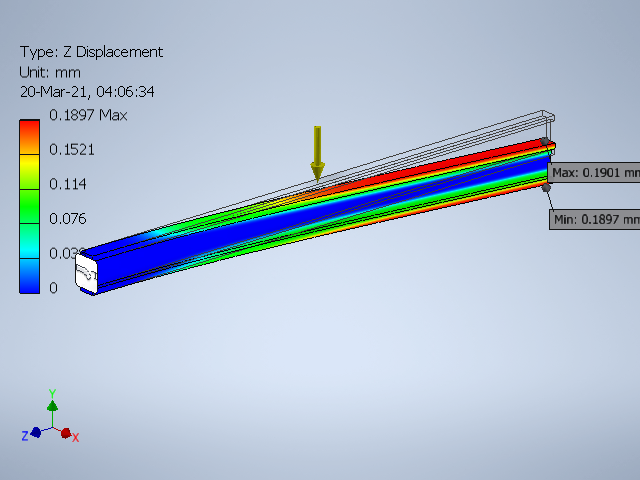 Type: Z Displacement
Unit: mm
20-Mar-21, 04:06:34
0.1897 Max
0.1521
0.114
0.076
0
Max: 0.1901 mm
Min: 0.1897 mm
Y
Z
X